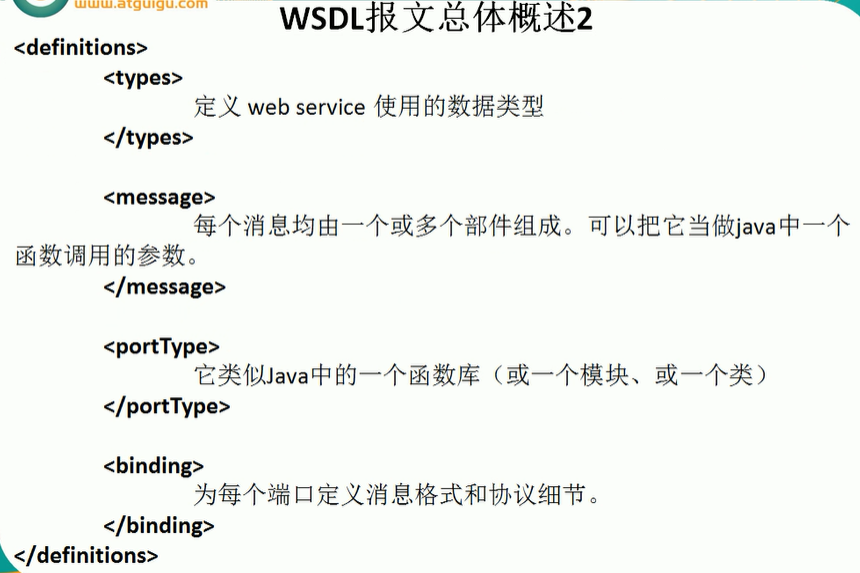 www.atguigu.com
WSDL报文总体概述2
<definitions>
<types>
定义 web service 使用的数据类型
</types>
<message>
每个消息均由一个或多个部件组成。可以把它当做java中一个
函数调用的参数。
</message>
<portType>
它类似Java中的一个函数库（或一个模块、或一个类）
</portType>
<binding>
为每个端口定义消息格式和协议细节。
</binding>
</definitions>